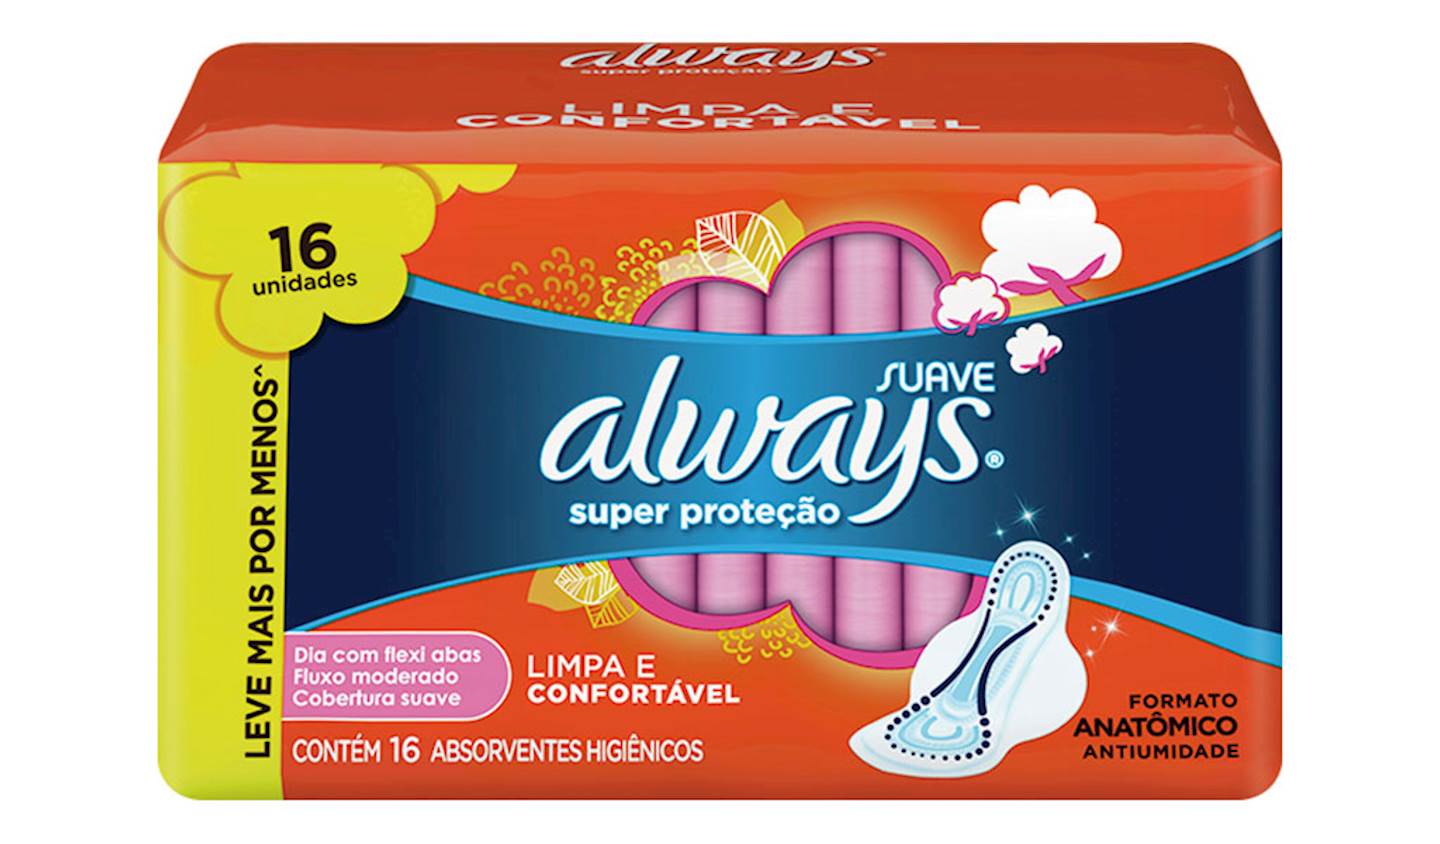 always®
super proteção
LIMPA E
CONFORTÁVEL
16
unidades
LEVE MAIS POR MENOS^
SUAVE
always®
super proteção
Dia com flexi abas
Fluxo moderado
Cobertura suave
LIMPA E
CONFORTÁVEL
CONTÉM 16 ABSORVENTES HIGIÊNICOS
FORMATO
ANATÔMICO
ANTIUMIDADE